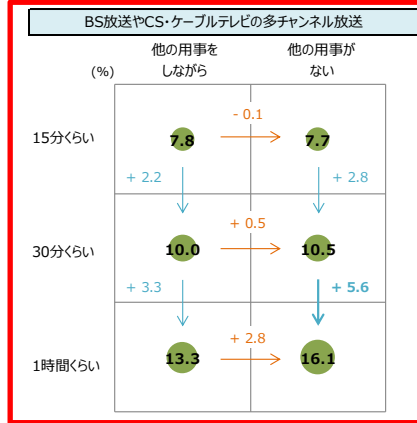 BS放送やCS・ケーブルテレビの多チャンネル放送
他の用事を
しながら
他の用事が
ない
(%)
- 0.1
15分くらい
7.8
7.7
+ 2.2
+ 2.8
+ 0.5
30分くらい
10.0
10.5
+ 3.3
+ 5.6
+ 2.8
1時間くらい
13.3
16.1